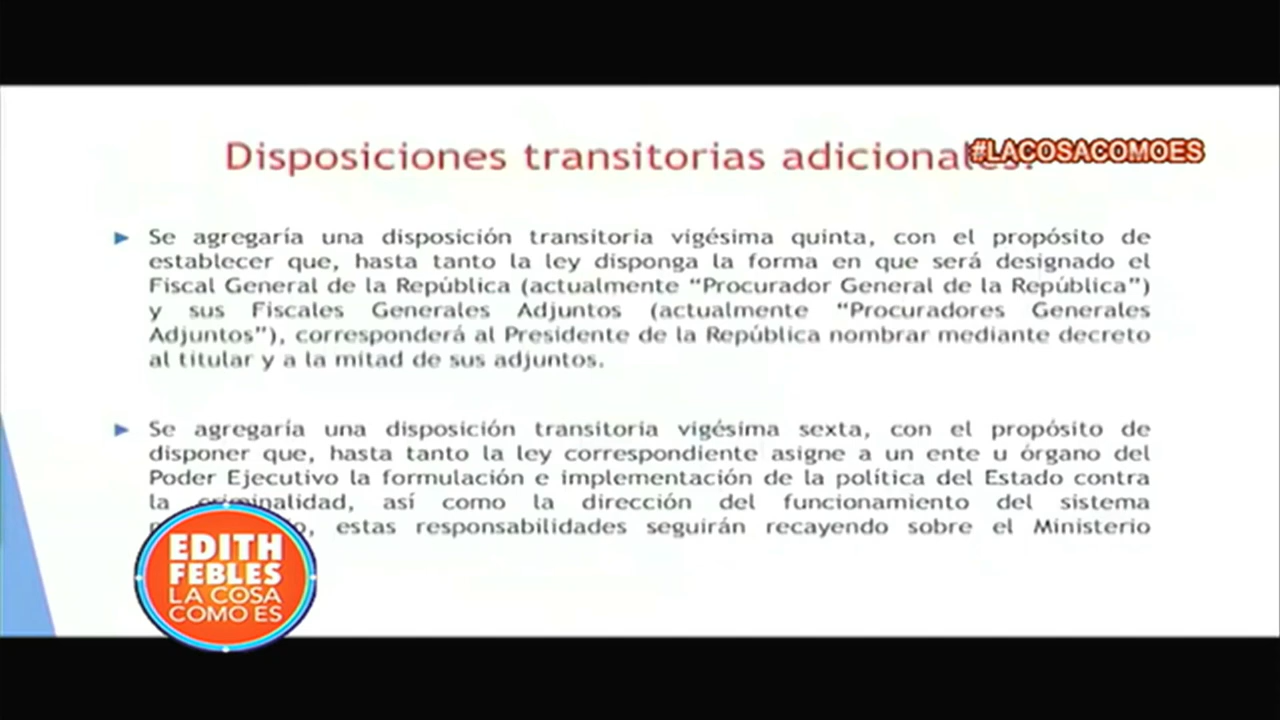 Disposiciones transitorias adicionales:
#LACOSACOMOES
► Se agregaría una disposición transitoria vigésima quinta, con el propósito de
establecer que, hasta tanto la ley disponga la forma en que será designado el
Fiscal General de la República (actualmente “Procurador General de la República”)
y sus Fiscales Generales Adjuntos (actualmente “Procuradores Generales
Adjuntos”), corresponderá al Presidente de la República nombrar mediante decreto
al titular y a la mitad de sus adjuntos.
► Se agregaría una disposición transitoria vigésima sexta, con el propósito de
disponer que, hasta tanto la ley correspondiente asigne a un ente u órgano del
Poder Ejecutivo la formulación e implementación de la política del Estado contra
la criminalidad, así como la dirección del funcionamiento del sistema
estas responsabilidades seguirán recayendo sobre el Ministerio
EDITH
FEBLES
LA COSA
COMO ES